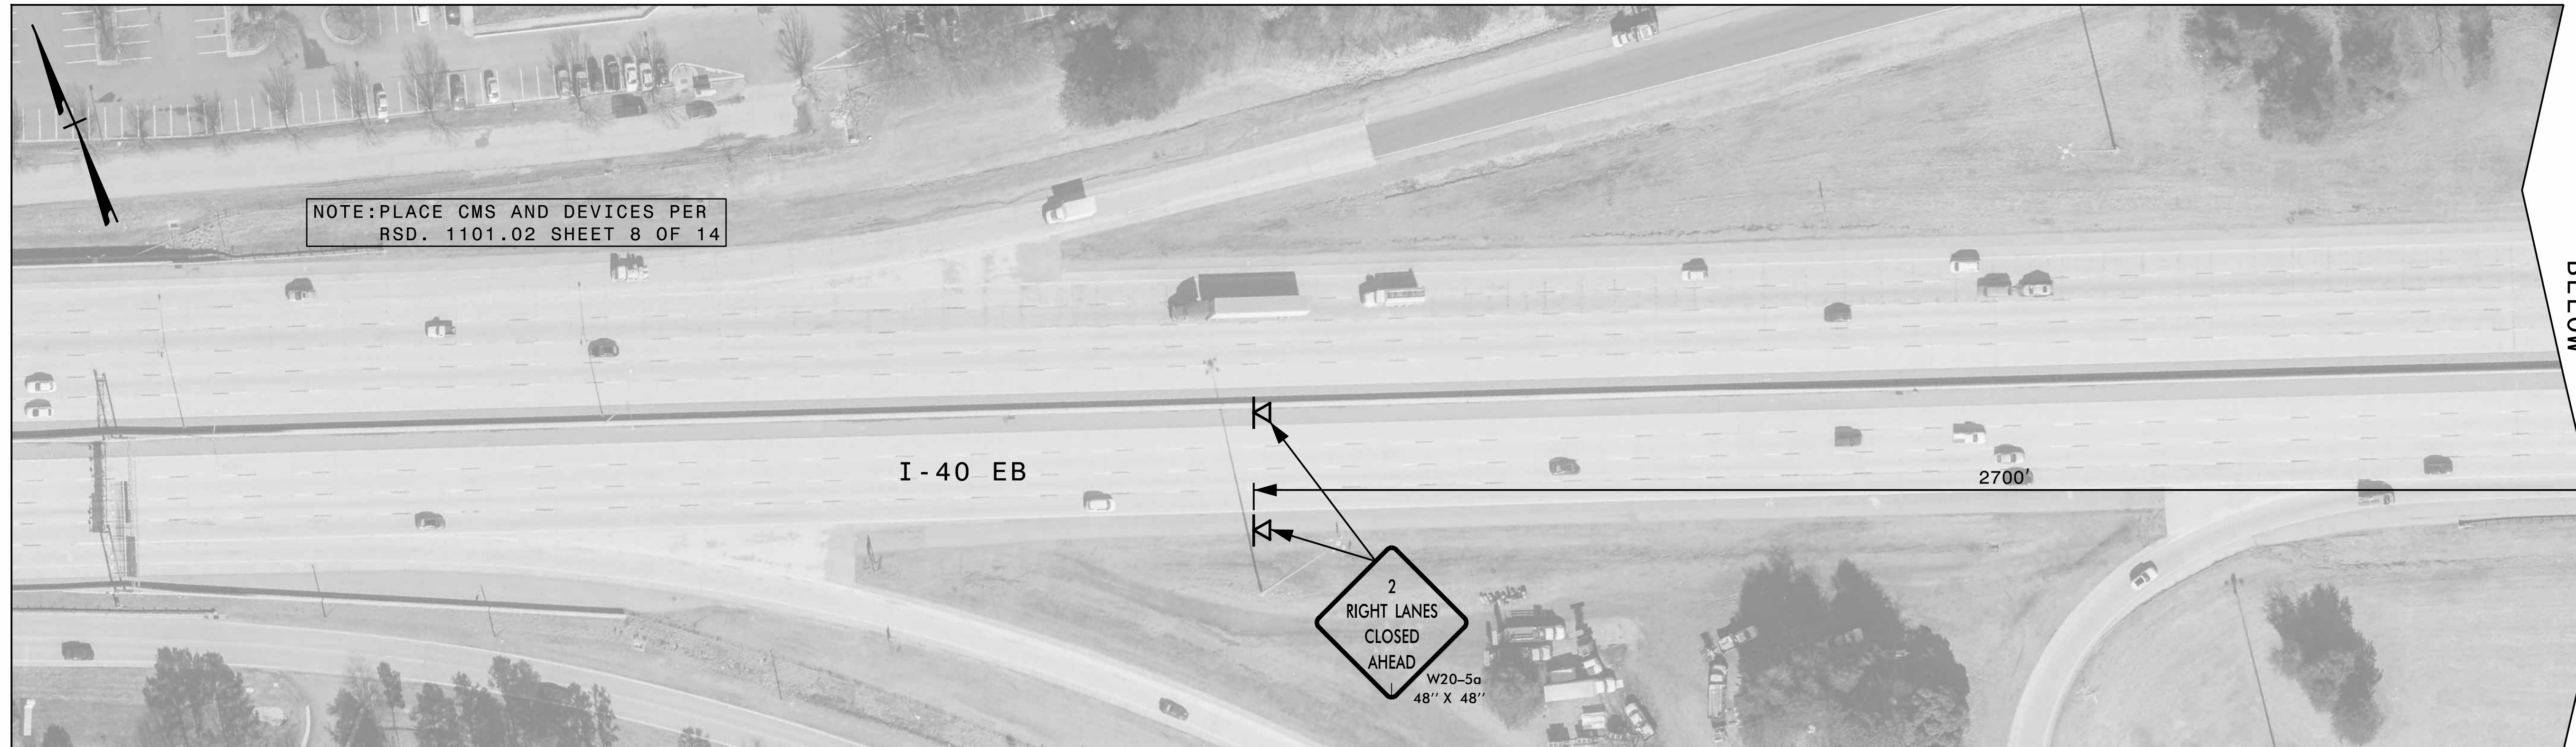 NOTE:PLACE CMS AND DEVICES PER
RSD. 1101.02 SHEET 8 OF 14
BELOW
I-40 EB
2700'
2
RIGHT LANES
CLOSED
AHEAD
W20-5a
48" X 48"